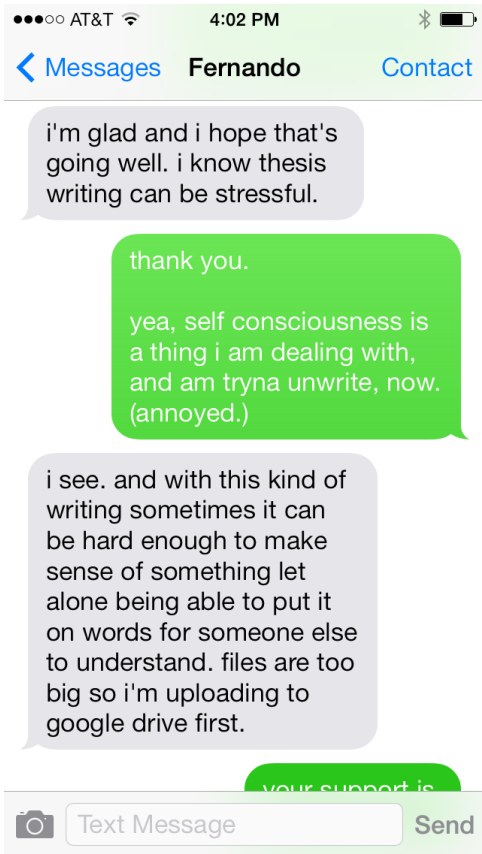 AT&T 4:02 PM
Messages Fernando Contact
i'm glad and i hope that's
going well. i know thesis
writing can be stressful.
thank you.
yea, self consciousness is
a thing i am dealing with,
and am tryna unwrite, now.
(annoyed.)
i see. and with this kind of
writing sometimes it can
be hard enough to make
sense of something let
alone being able to put it
on words for someone else
to understand. files are too
big so i'm uploading to
google drive first.
your support is
Text Message Send